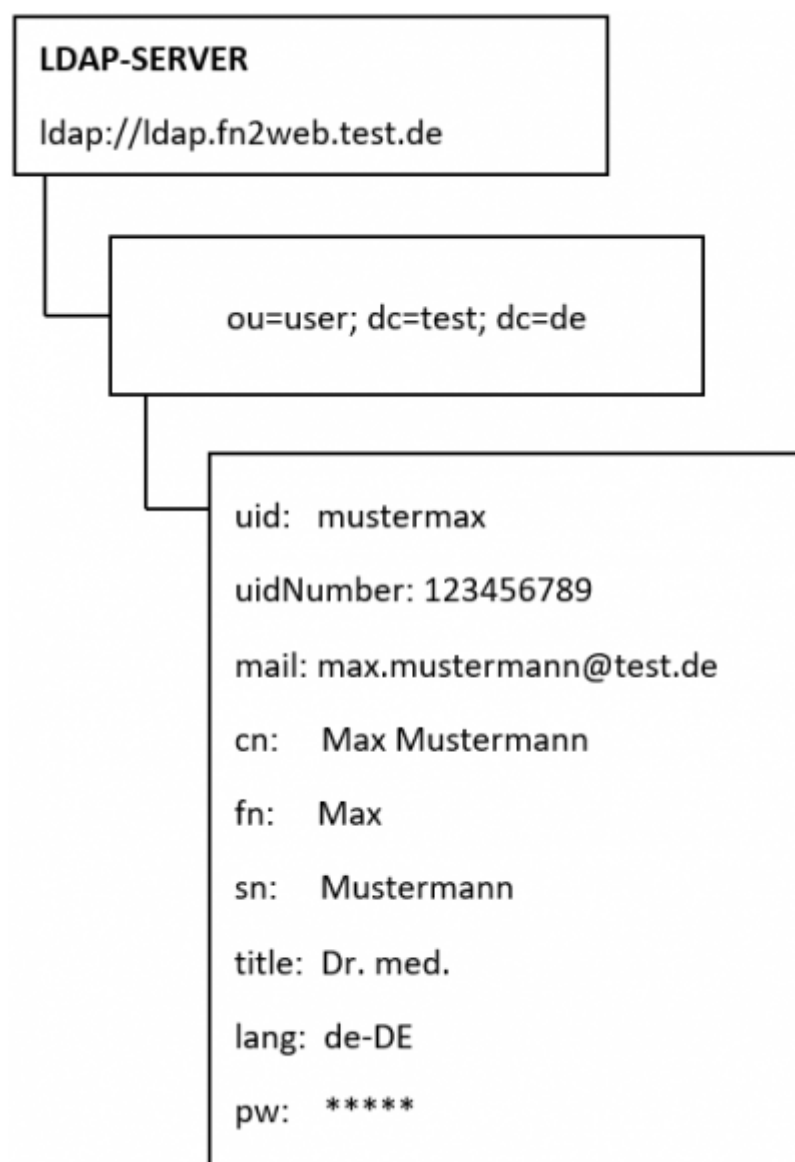 LDAP-SERVER
ldap://ldap.fn2web.test.de
ou=user; dc=test; dc=de
uid: mustermax
uidNumber: 123456789
mail: max.mustermann@test.de
cn: Max Mustermann
fn: Max
sn: Mustermann
title: Dr. med.
lang: de-DE
pw: *****